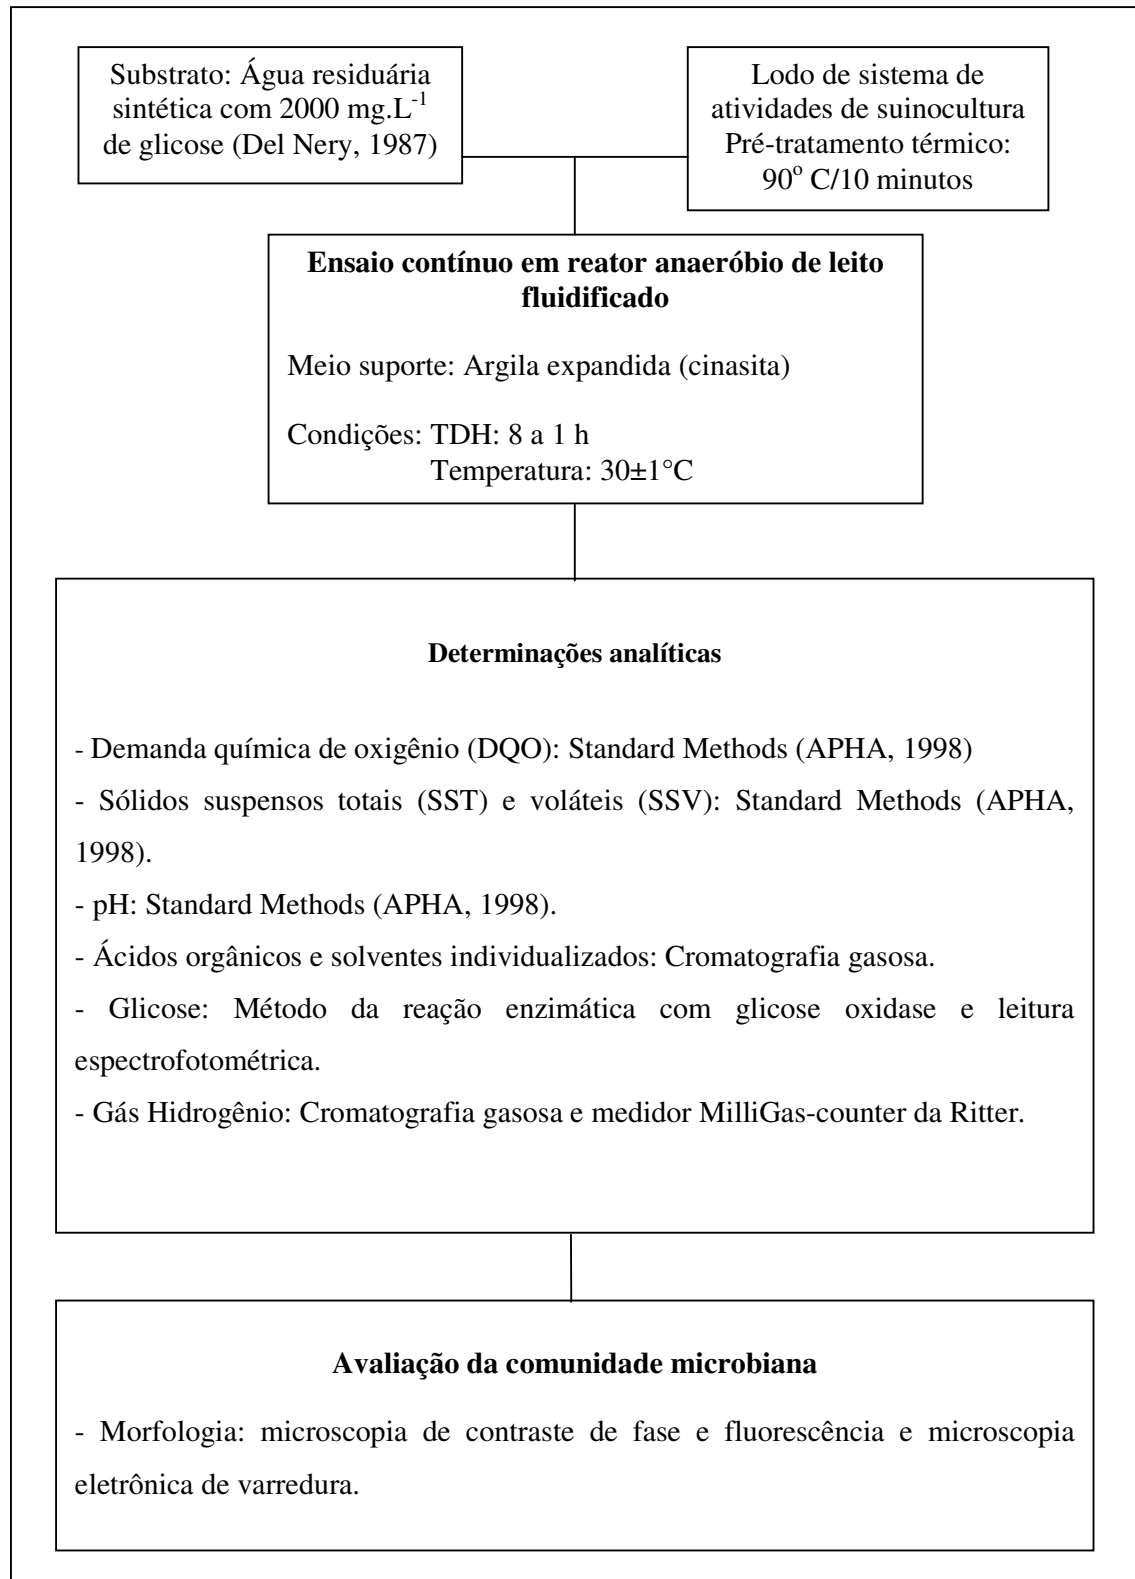 Substrato: Água residuária
sintética com 2000 mg.L⁻¹
de glicose (Del Nery, 1987)
Lodo de sistema de
atividades de suinocultura
Pré-tratamento térmico:
90º C/10 minutos
Ensaio contínuo em reator anaeróbio de leito
fluidificado
Meio suporte: Argila expandida (cinasita)
Condições: TDH: 8 a 1 h
Temperatura: 30±1°C
Determinações analíticas
- Demanda química de oxigênio (DQO): Standard Methods (APHA, 1998)
- Sólidos suspensos totais (SST) e voláteis (SSV): Standard Methods (APHA,
1998).
- pH: Standard Methods (APHA, 1998).
- Ácidos orgânicos e solventes individualizados: Cromatografia gasosa.
- Glicose: Método da reação enzimática com glicose oxidase e leitura
espectrofotométrica.
- Gás Hidrogênio: Cromatografia gasosa e medidor MilliGas-counter da Ritter.
Avaliação da comunidade microbiana
- Morfologia: microscopia de contraste de fase e fluorescência e microscopia
eletrônica de varredura.